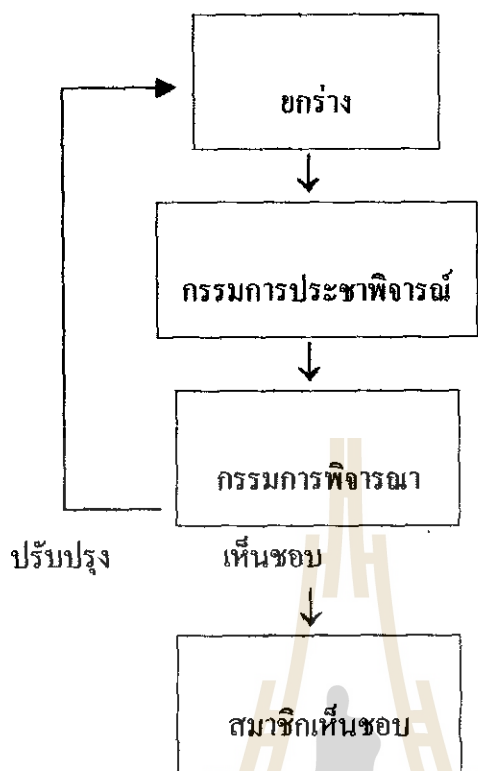 ยกร่าง
กรรมการประชาพิจารณ์
กรรมการพิจารณา
ปรับปรุง เห็นชอบ
สมาชิกเห็นชอบ